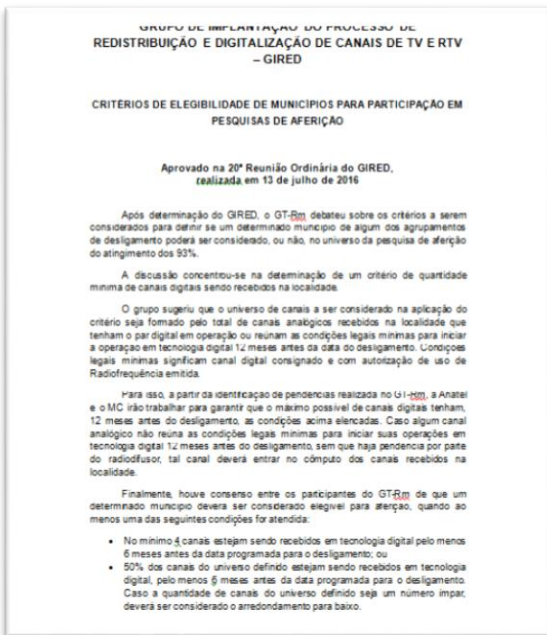 GRUPO DE IMPLANTAÇÃO DO PROCESSO DE
REDISTRIBUIÇÃO E DIGITALIZAÇÃO DE CANAIS DE TV E RTV
– GIRED
CRITÉRIOS DE ELEGIBILIDADE DE MUNICÍPIOS PARA PARTICIPAÇÃO EM
PESQUISAS DE AFERIÇÃO
Aprovado na 20ª Reunião Ordinária do GIRED,
realizada em 13 de julho de 2016
Após determinação do GIRED, o GT-Rm debateu sobre os critérios a serem
considerados para definir se um determinado município de algum dos agrupamentos
de desligamento poderá ser considerado, ou não, no universo da pesquisa de aferição
do atingimento dos 93%.
A discussão concentrou-se na determinação de um critério de quantidade
mínima de canais digitais sendo recebidos na localidade.
O grupo sugeriu que o universo de canais a ser considerado na aplicação do
critério seja formado pelo total de canais analógicos recebidos na localidade que
tenham o par digital em operação ou reúnam as condições legais mínimas para iniciar
a operação em tecnologia digital 12 meses antes da data do desligamento. Condições
legais mínimas significam canal digital consignado e com autorização de uso de
Radiofrequência emitida.
Para isso, a partir da identificação de pendências realizada no GT-Rm, a Anatel
e o MC irão trabalhar para garantir que o máximo possível de canais digitais tenham,
12 meses antes do desligamento, as condições acima elencadas. Caso algum canal
analógico não reúna as condições legais mínimas para iniciar suas operações em
tecnologia digital 12 meses antes do desligamento, sem que haja pendência por parte
do radiodifusor, tal canal deverá entrar no cômputo dos canais recebidos na
localidade.
Finalmente, houve consenso entre os participantes do GT-Rm de que um
determinado município deverá ser considerado elegível para aferição, quando ao
menos uma das seguintes condições for atendida:
• No mínimo 4 canais estejam sendo recebidos em tecnologia digital pelo menos
6 meses antes da data programada para o desligamento; ou
• 50% dos canais do universo definido estejam sendo recebidos em tecnologia
digital, pelo menos 6 meses antes da data programada para o desligamento.
Caso a quantidade de canais do universo definido seja um número ímpar,
deverá ser considerado o arredondamento para baixo.